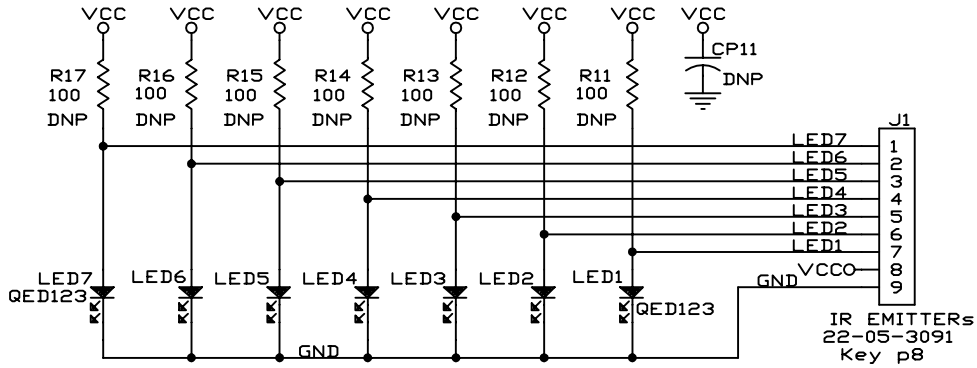 VCC VCC VCC VCC VCC VCC VCC VCC
CP11
R17 R16 R15 R14 R13 R12 R11
100 100 100 100 100 100 100
DNP
DNP DNP DNP DNP DNP DNP DNP
J1
LED7 1
LED6 2
LED5 3
LED4 4
LED3 5
LED2 6
LED1 7
VCC 8
GND 9
LED7 LED6 LED5 LED4 LED3 LED2 LED1
QED123
QED123
IR EMITTERs
22-05-3091
Key p8
GND